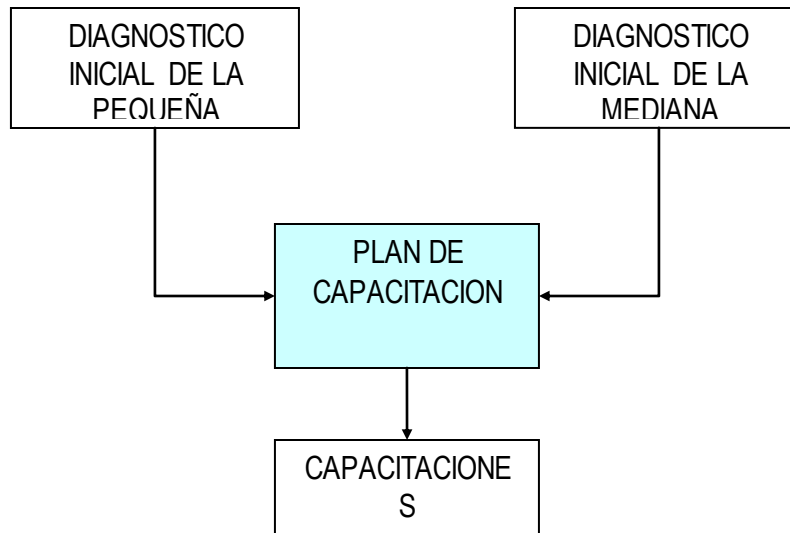 DIAGNOSTICO
INICIAL DE LA
PEQUEÑA
DIAGNOSTICO
INICIAL DE LA
MEDIANA
PLAN DE
CAPACITACION
CAPACITACIONE
S